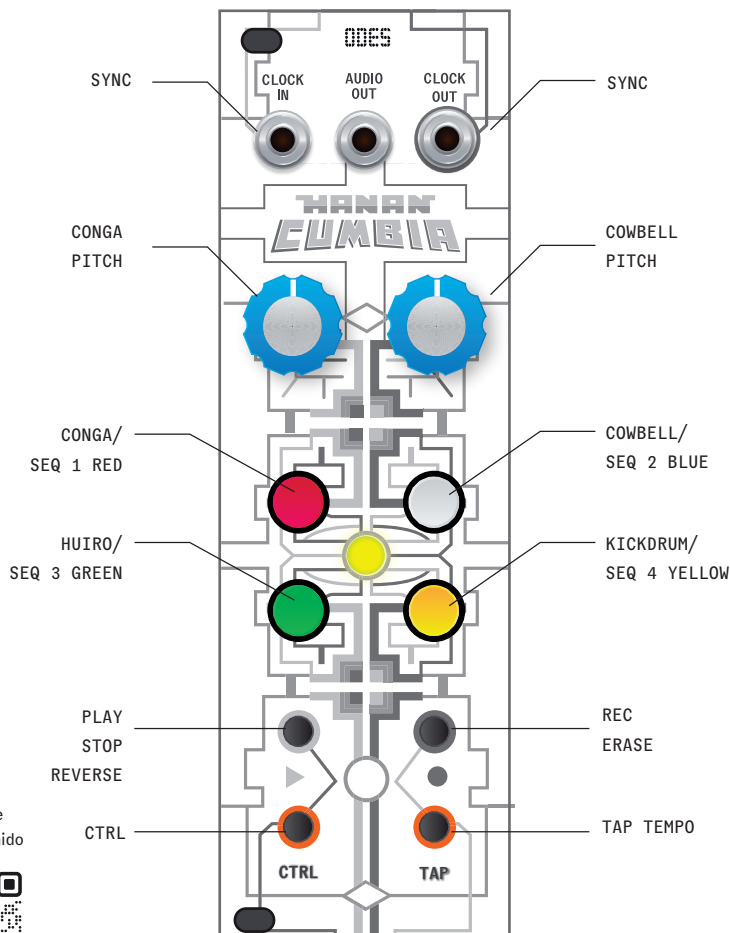 ODES
SYNC
CLOCK
IN
AUDIO
OUT
CLOCK
OUT
SYNC
HANAN
CUMBIA
CONGA
PITCH
COWBELL
PITCH
CONGA/
SEQ 1 RED
COWBELL/
SEQ 2 BLUE
HUIRO/
SEQ 3 GREEN
KICKDRUM/
SEQ 4 YELLOW
PLAY
STOP
REVERSE
REC
ERASE
CTRL
TAP TEMPO
CTRL
TAP